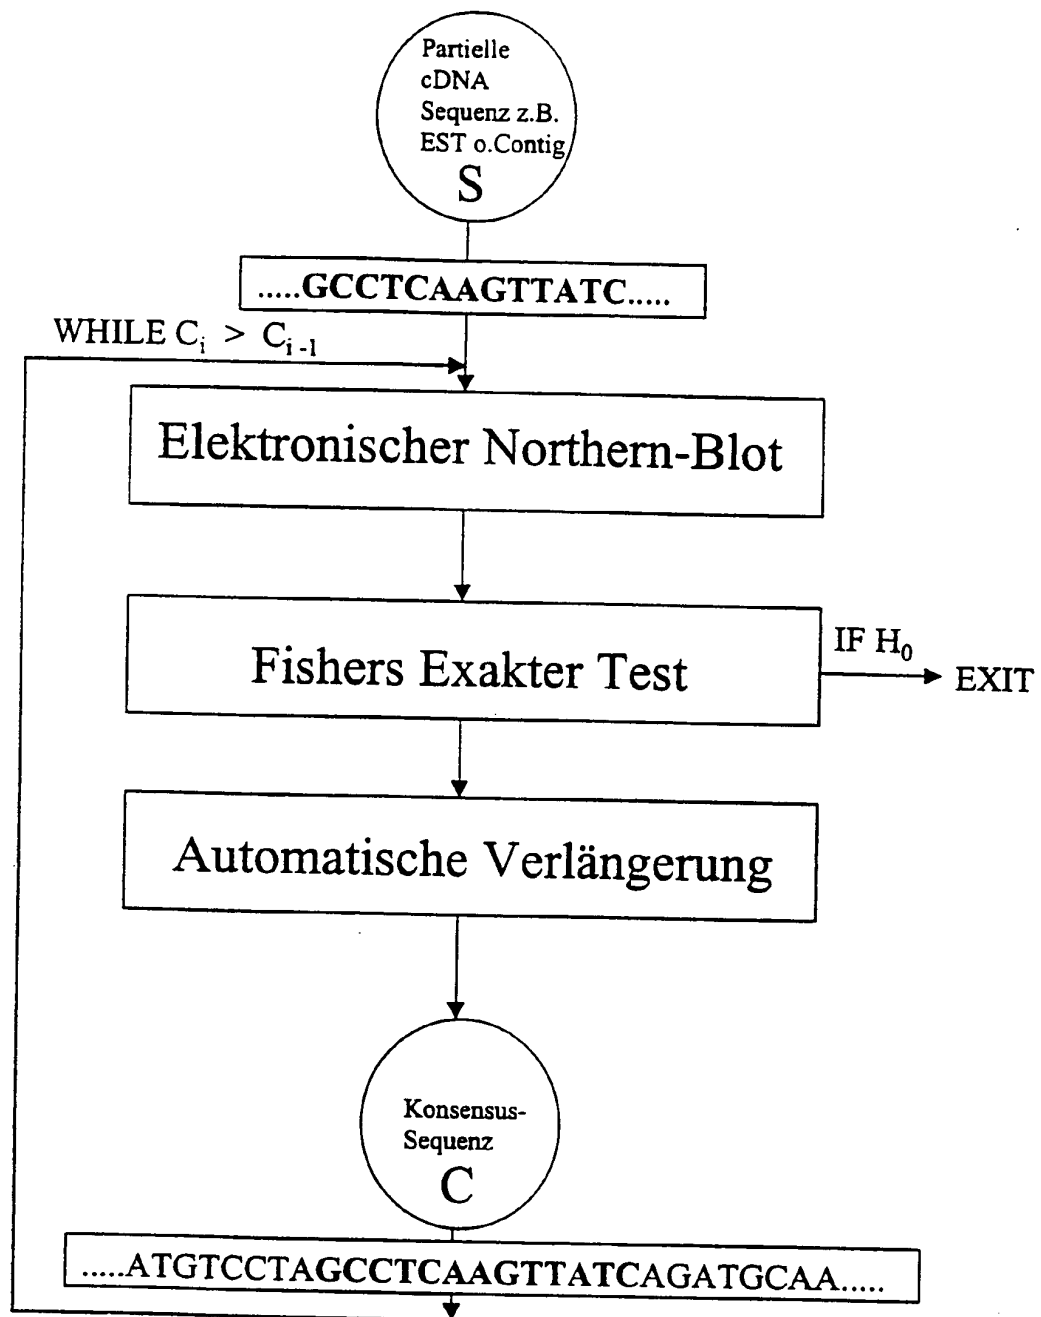 Partielle
cDNA
Sequenz z.B.
EST o.Contig
S
.....GCCTCAAGTTATC.....
WHILE Cᵢ > Cᵢ₋₁
Elektronischer Northern-Blot
Fishers Exakter Test
IF H₀
EXIT
Automatische Verlängerung
Konsensus-
Sequenz
C
.....ATGTCCTAGCCTCAAGTTATCAGATGCAA.....